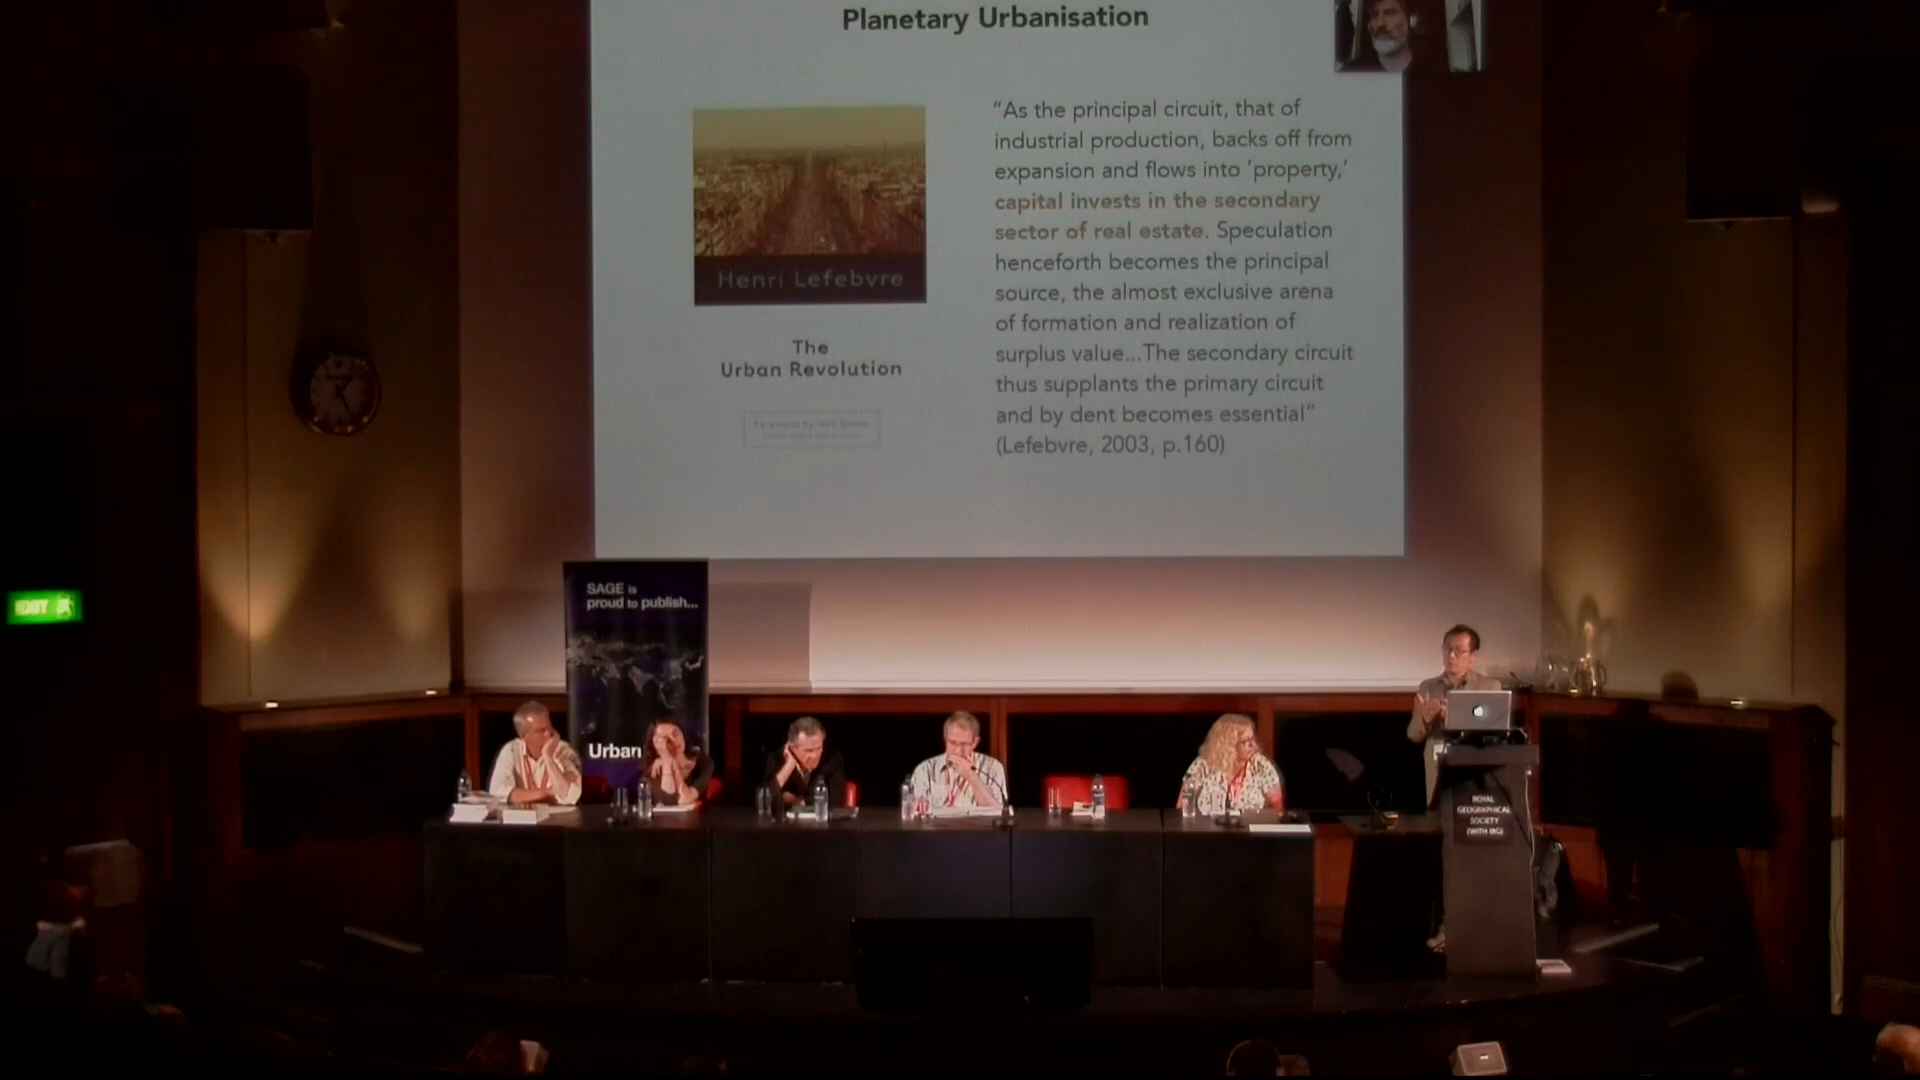 Planetary Urbanisation
Henri Lefebvre
The
Urban Revolution
"As the principal circuit, that of
industrial production, backs off from
expansion and flows into 'property,'
capital invests in the secondary
sector of real estate. Speculation
henceforth becomes the principal
source, the almost exclusive arena
of formation and realization of
surplus value...The secondary circuit
thus supplants the primary circuit
and by dent becomes essential"
(Lefebvre, 2003, p.160)
SAGE is
proud to publish...
Urban
ROYAL
GEOGRAPHICAL
SOCIETY
(WITH IBG)